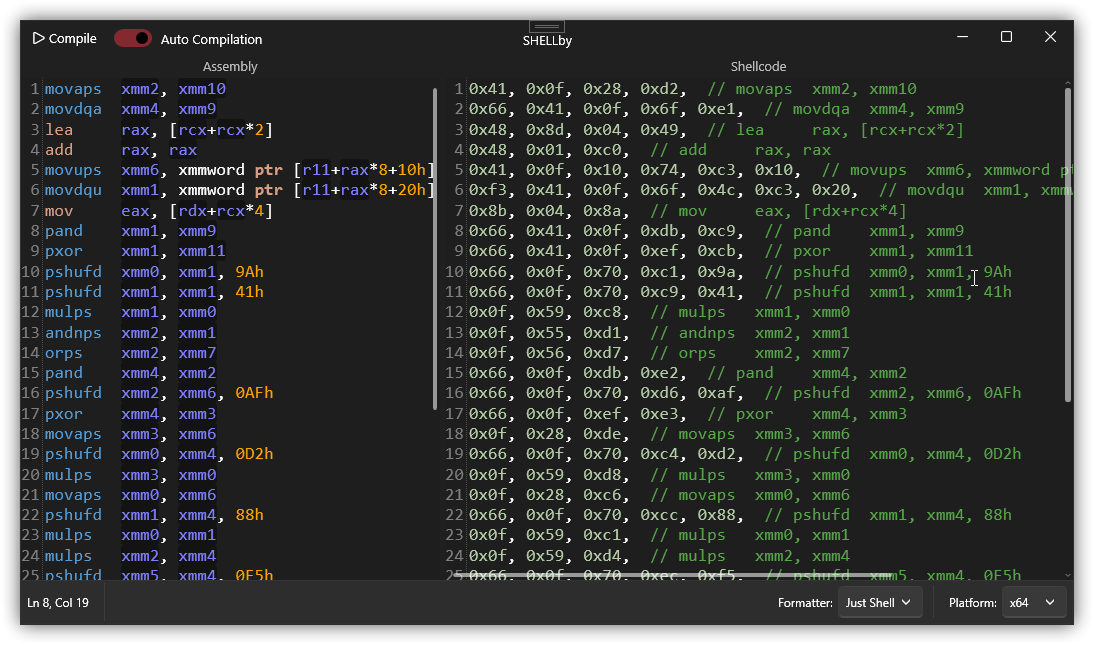 Compile
Auto Compilation
SHELLby
Assembly
Shellcode
1 movaps xmm2, xmm10
2 movdqa xmm4, xmm9
3 lea rax, [rcx+rcx*2]
4 add rax, rax
5 movups xmm6, xmmword ptr [r11+rax*8+10h]
6 movdqu xmm1, xmmword ptr [r11+rax*8+20h]
7 mov eax, [rdx+rcx*4]
8 pand xmm1, xmm9
9 pxor xmm1, xmm11
10 pshufd xmm0, xmm1, 9Ah
11 pshufd xmm1, xmm1, 41h
12 mulps xmm1, xmm0
13 andnps xmm2, xmm1
14 orps xmm2, xmm7
15 pand xmm4, xmm2
16 pshufd xmm2, xmm6, 0AFh
17 pxor xmm4, xmm3
18 movaps xmm3, xmm6
19 pshufd xmm0, xmm4, 0D2h
20 mulps xmm3, xmm0
21 movaps xmm0, xmm6
22 pshufd xmm1, xmm4, 88h
23 mulps xmm0, xmm1
24 mulps xmm2, xmm4
25 pshufd xmm5, xmm4, 0F5h
1 0x41, 0x0f, 0x28, 0xd2, // movaps xmm2, xmm10
2 0x66, 0x41, 0x0f, 0x6f, 0xe1, // movdqa xmm4, xmm9
3 0x48, 0x8d, 0x04, 0x49, // lea rax, [rcx+rcx*2]
4 0x48, 0x01, 0xc0, // add rax, rax
5 0x41, 0x0f, 0x10, 0x74, 0xc3, 0x10, // movups xmm6, xmmword pt
6 0xf3, 0x41, 0x0f, 0x6f, 0x4c, 0xc3, 0x20, // movdqu xmm1, xmmw
7 0x8b, 0x04, 0x8a, // mov eax, [rdx+rcx*4]
8 0x66, 0x41, 0x0f, 0xdb, 0xc9, // pand xmm1, xmm9
9 0x66, 0x41, 0x0f, 0xef, 0xcb, // pxor xmm1, xmm11
10 0x66, 0x0f, 0x70, 0xc1, 0x9a, // pshufd xmm0, xmm1, 9Ah
11 0x66, 0x0f, 0x70, 0xc9, 0x41, // pshufd xmm1, xmm1, 41h
12 0x0f, 0x59, 0xc8, // mulps xmm1, xmm0
13 0x0f, 0x55, 0xd1, // andnps xmm2, xmm1
14 0x0f, 0x56, 0xd7, // orps xmm2, xmm7
15 0x66, 0x0f, 0xdb, 0xe2, // pand xmm4, xmm2
16 0x66, 0x0f, 0x70, 0xd6, 0xaf, // pshufd xmm2, xmm6, 0AFh
17 0x66, 0x0f, 0xef, 0xe3, // pxor xmm4, xmm3
18 0x0f, 0x28, 0xde, // movaps xmm3, xmm6
19 0x66, 0x0f, 0x70, 0xc4, 0xd2, // pshufd xmm0, xmm4, 0D2h
20 0x0f, 0x59, 0xd8, // mulps xmm3, xmm0
21 0x0f, 0x28, 0xc6, // movaps xmm0, xmm6
22 0x66, 0x0f, 0x70, 0xcc, 0x88, // pshufd xmm1, xmm4, 88h
23 0x0f, 0x59, 0xc1, // mulps xmm0, xmm1
24 0x0f, 0x59, 0xd4, // mulps xmm2, xmm4
25 0x66, 0x0f, 0x70, 0xec, 0xf5, // pshufd xmm5, xmm4, 0F5h
Ln 8, Col 19
Formatter: Just Shell
Platform: x64